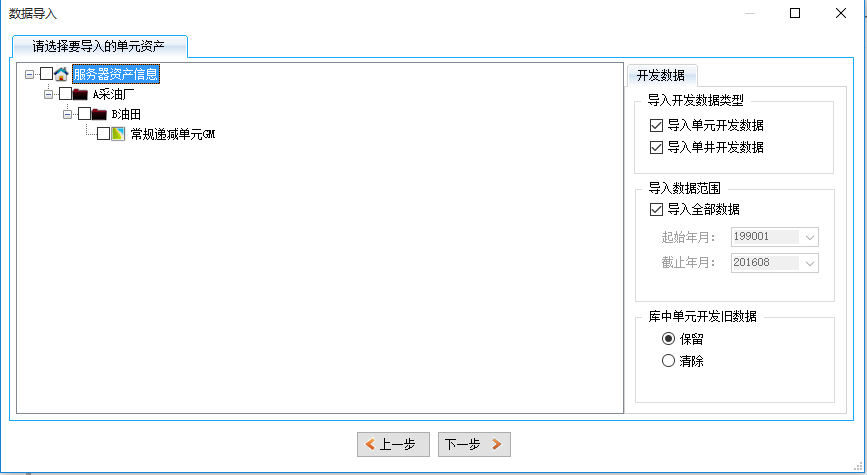 数据导入
请选择要导入的单元资产
服务器资产信息
A采油厂
B油田
常规递减单元GM
开发数据
导入开发数据类型
导入单元开发数据
导入单井开发数据
导入数据范围
导入全部数据
起始年月： 199001
截止年月： 201608
库中单元开发旧数据
保留
清除
上一步 下一步